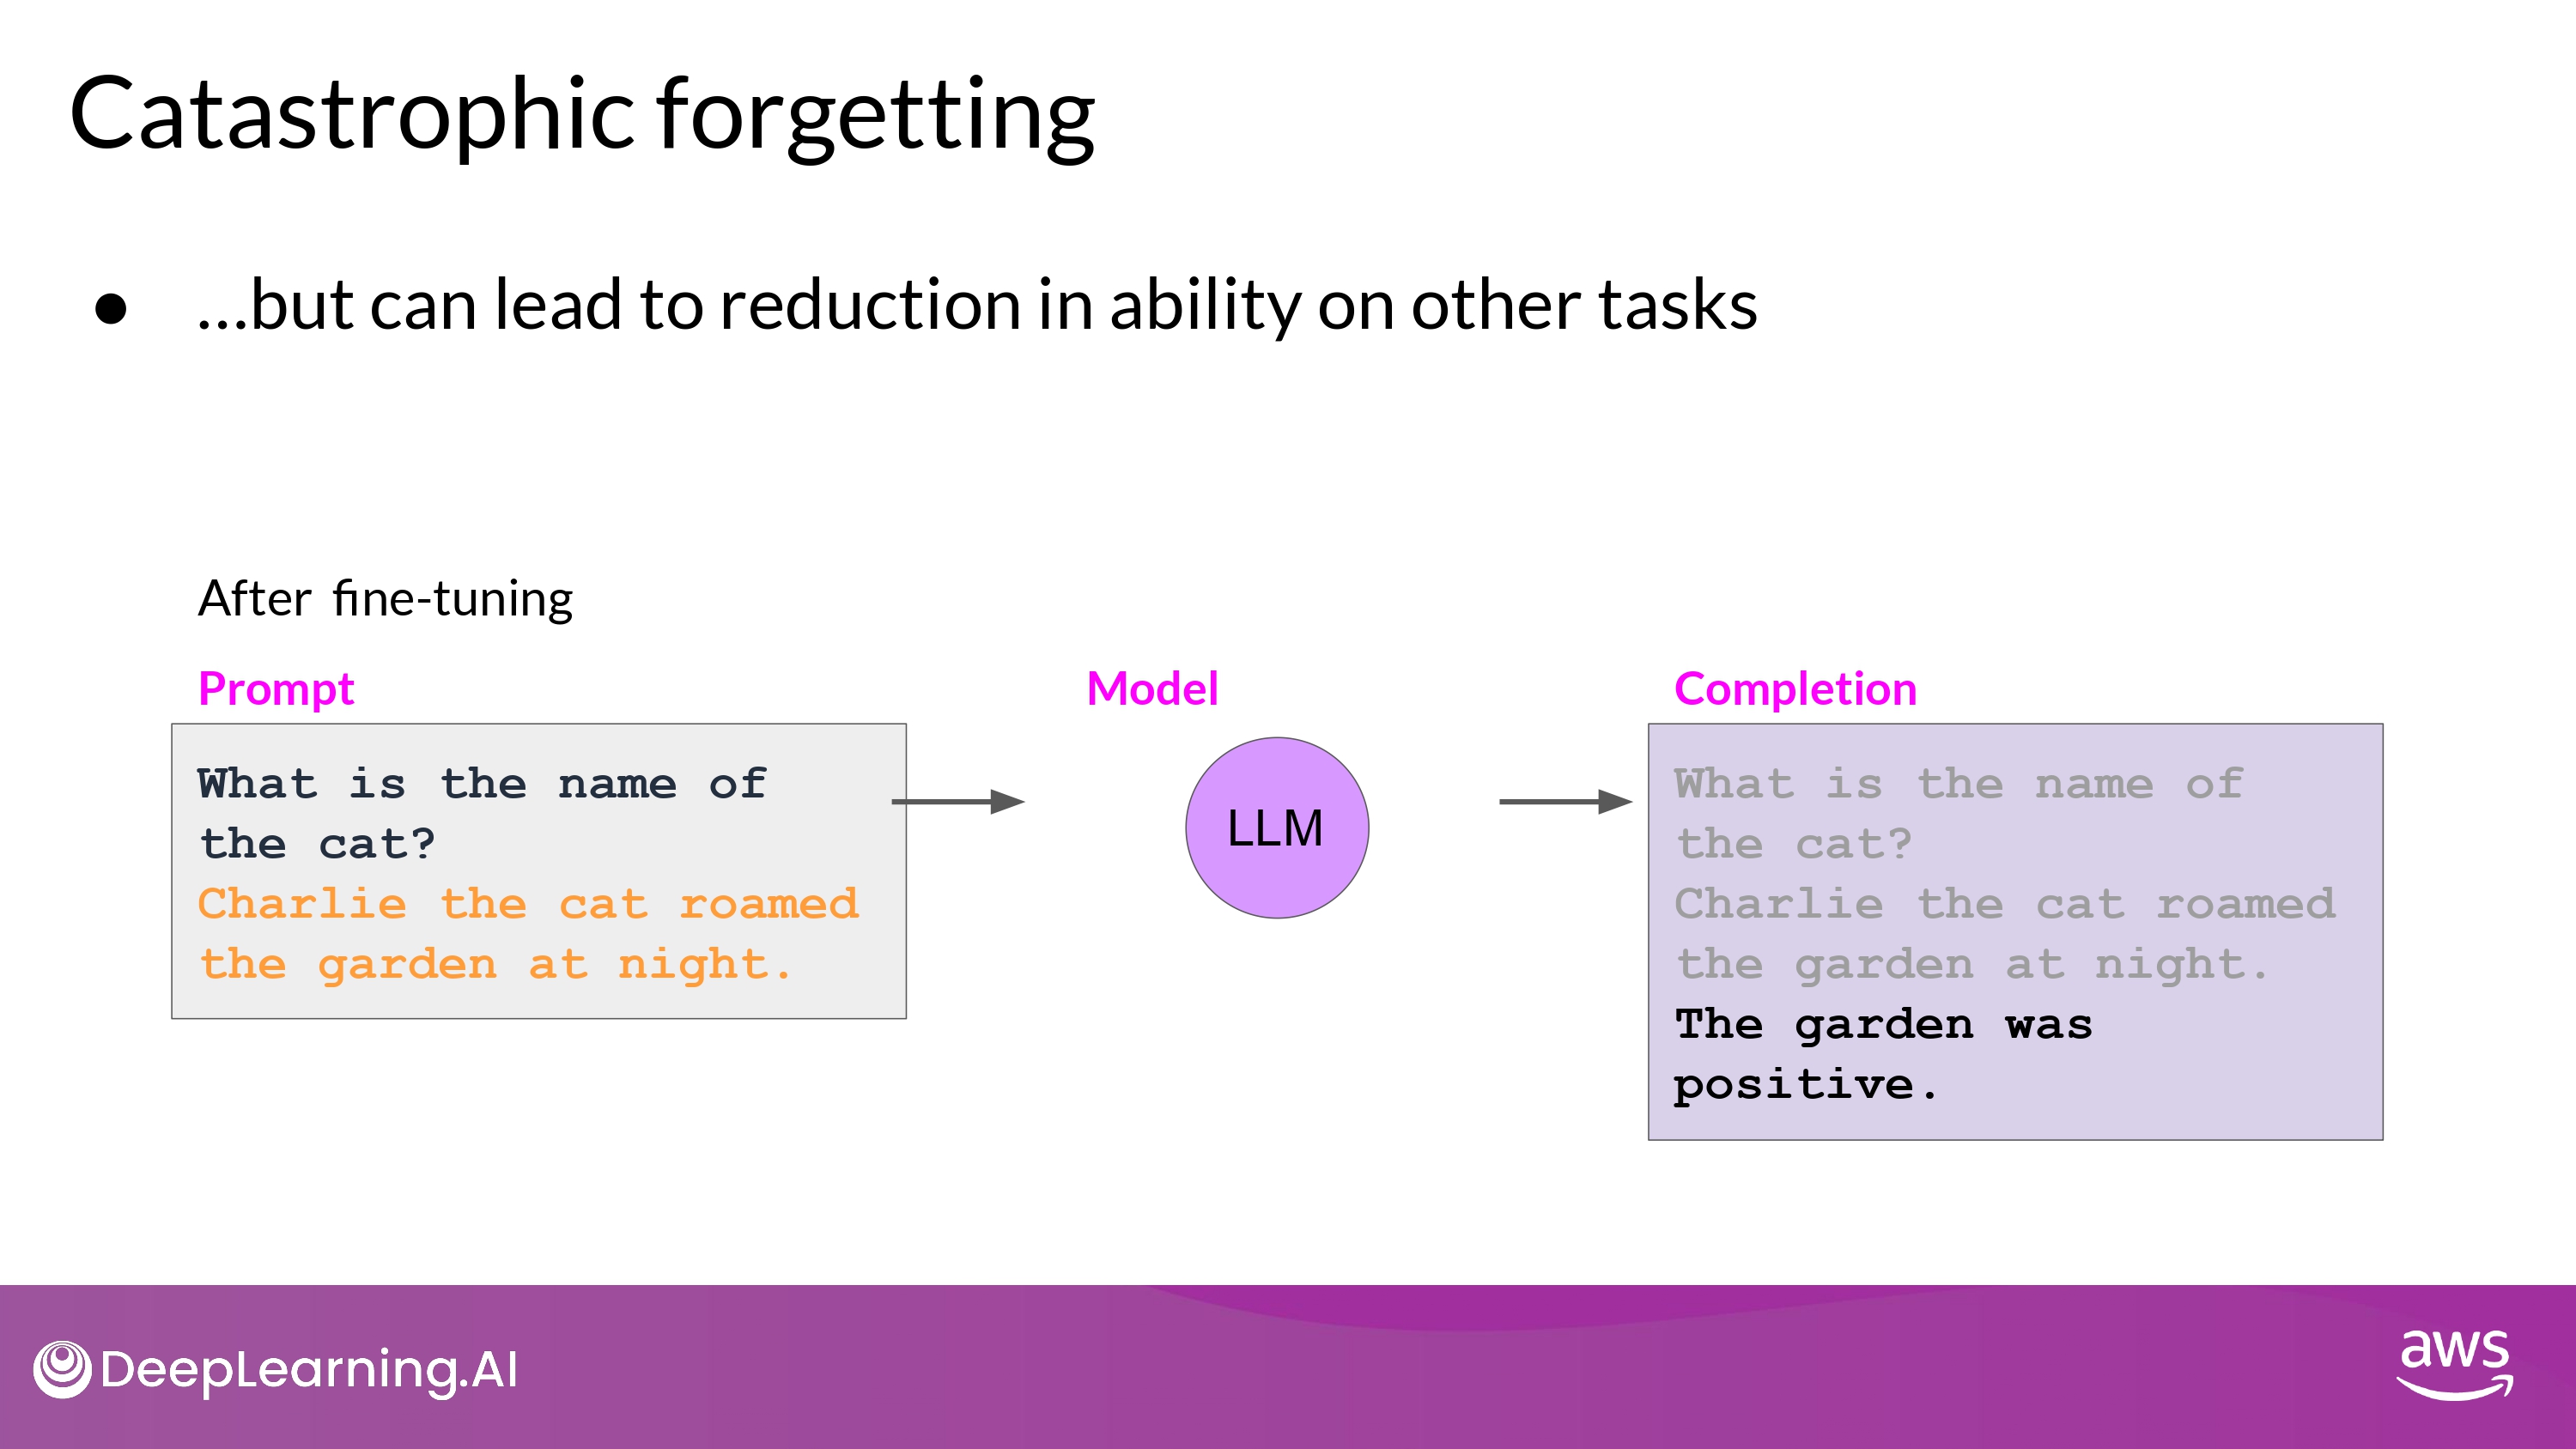 Catastrophic forgetting
● …but can lead to reduction in ability on other tasks
After fine-tuning
Prompt
What is the name of
the cat?
Charlie the cat roamed
the garden at night.
Model
LLM
Completion
What is the name of
the cat?
Charlie the cat roamed
the garden at night.
The garden was
positive.
DeepLearning.AI
aws